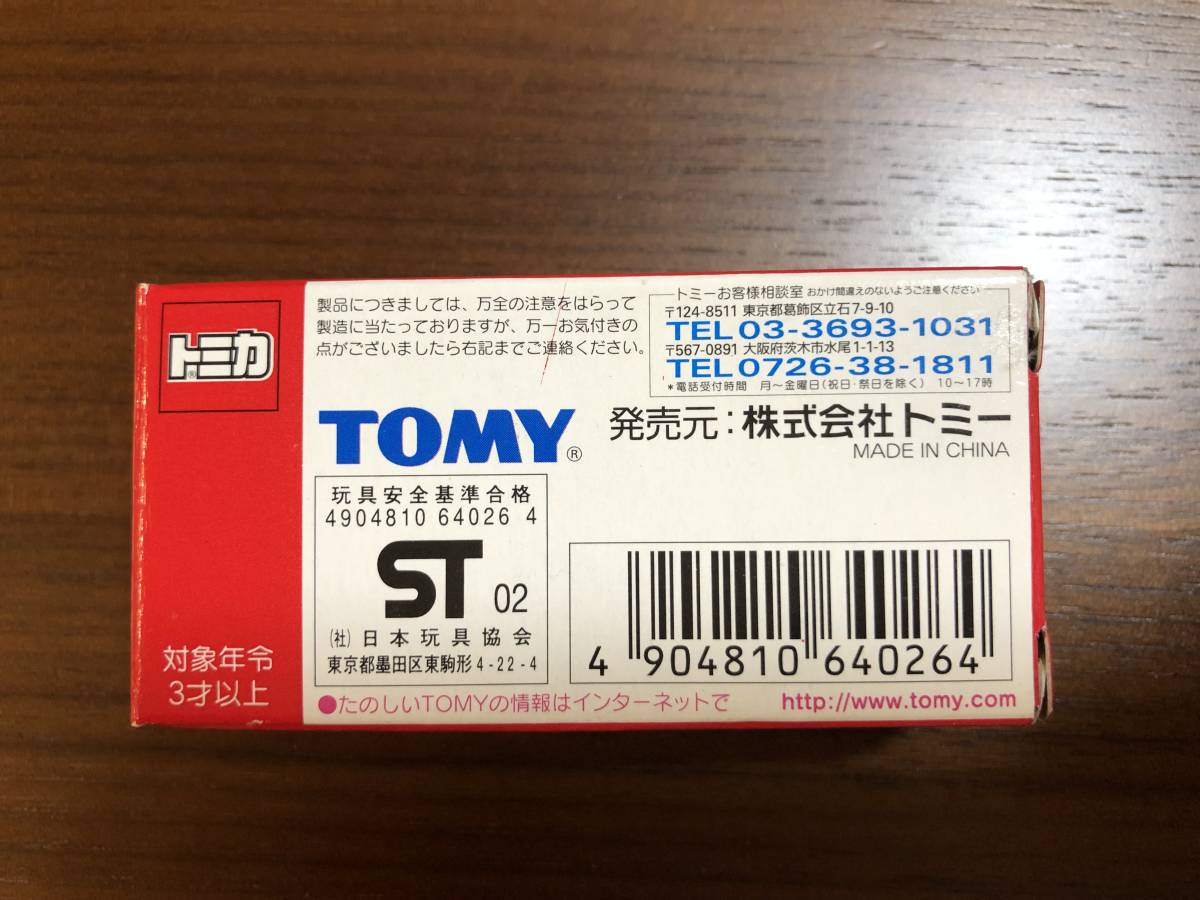 トミカ®
製品につきましては、万全の注意をはらって
製造に当たっておりますが、万一お気付きの
点がございましたら右記までご連絡ください。
トミーお客様相談室 おかけ間違えのないようご注意ください
〒124-8511 東京都葛飾区立石7-9-10
TEL03-3693-1031
〒567-0891 大阪府茨木市水尾1-1-13
TEL0726-38-1811
*電話受付時間 月〜金曜日(祝日・祭日を除く) 10〜17時
TOMY®
発売元:株式会社トミー
MADE IN CHINA
玩具安全基準合格
4904810 64026 4
ST 02
(社)日本玩具協会
東京都墨田区東駒形4-22-4
4 904810 640264
対象年令
3才以上
●たのしいTOMYの情報はインターネットで http://www.tomy.com